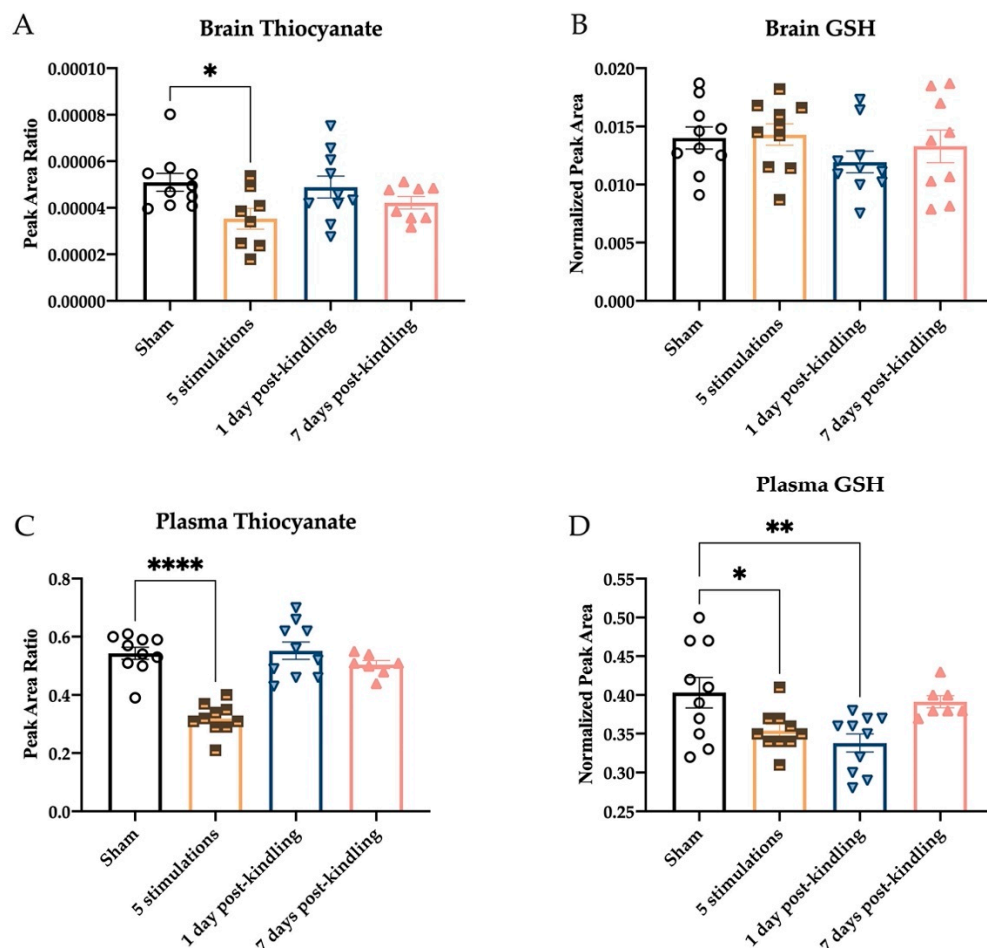 A
Brain Thiocyanate
*
Peak Area Ratio
0.00010
0.00008
0.00006
0.00004
0.00002
0.00000
Sham
5 stimulations
1 day post-kindling
7 days post-kindling
B
Brain GSH
Normalized Peak Area
0.020
0.015
0.010
0.005
0.000
Sham
5 stimulations
1 day post-kindling
7 days post-kindling
C
Plasma Thiocyanate
****
Peak Area Ratio
0.8
0.6
0.4
0.2
0.0
Sham
5 stimulations
1 day post-kindling
7 days post-kindling
Plasma GSH
D
**
*
Normalized Peak Area
0.55
0.50
0.45
0.40
0.35
0.30
0.25
Sham
5 stimulations
1 day post-kindling
7 days post-kindling